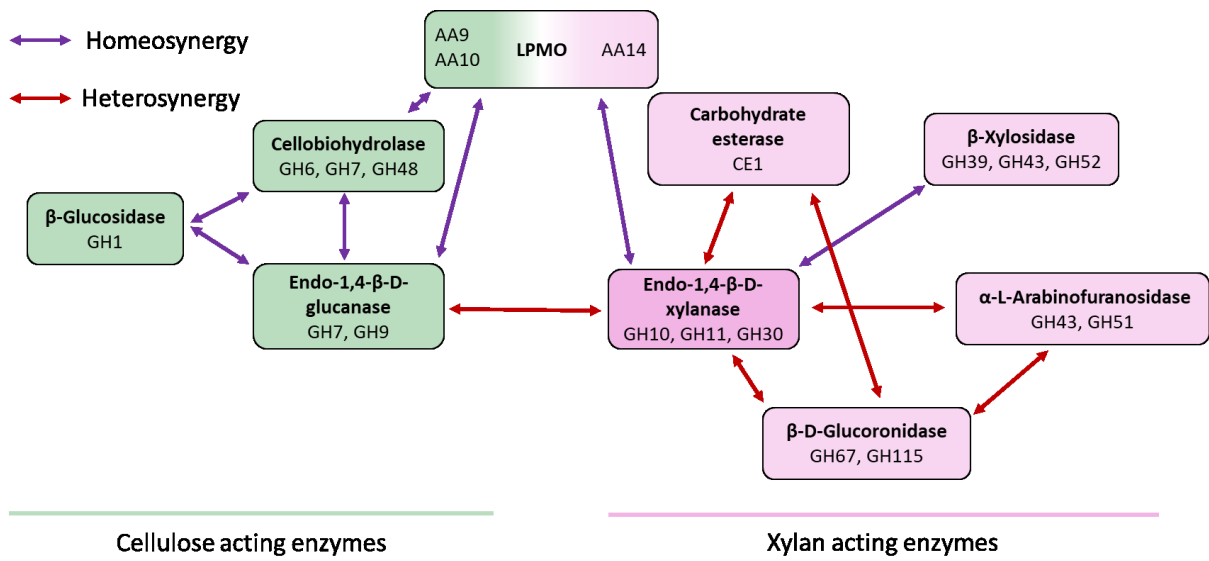 Homeosynergy
Heterosynergy
AA9
AA10
LPMO
AA14
Cellobiohydrolase
GH6, GH7, GH48
Carbohydrate
esterase
CE1
β-Xylosidase
GH39, GH43, GH52
β-Glucosidase
GH1
Endo-1,4-β-D-
glucanase
GH7, GH9
Endo-1,4-β-D-
xylanase
GH10, GH11, GH30
α-L-Arabinofuranosidase
GH43, GH51
β-D-Glucoronidase
GH67, GH115
Cellulose acting enzymes
Xylan acting enzymes